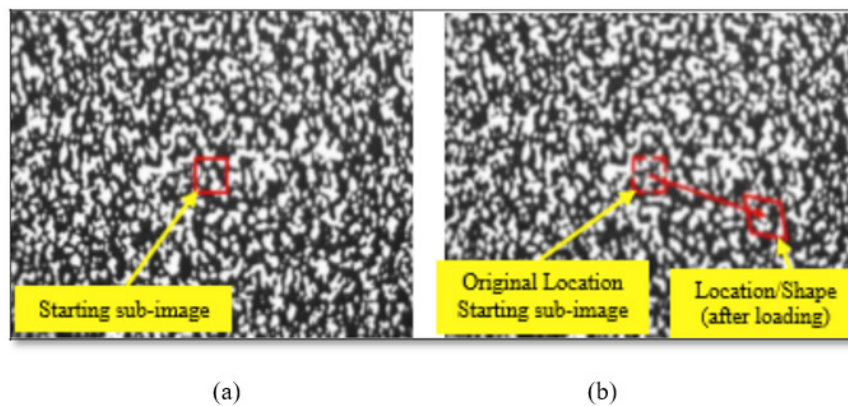 Starting sub-image
Original Location
Starting sub-image
Location/Shape
(after loading)
(a)
(b)